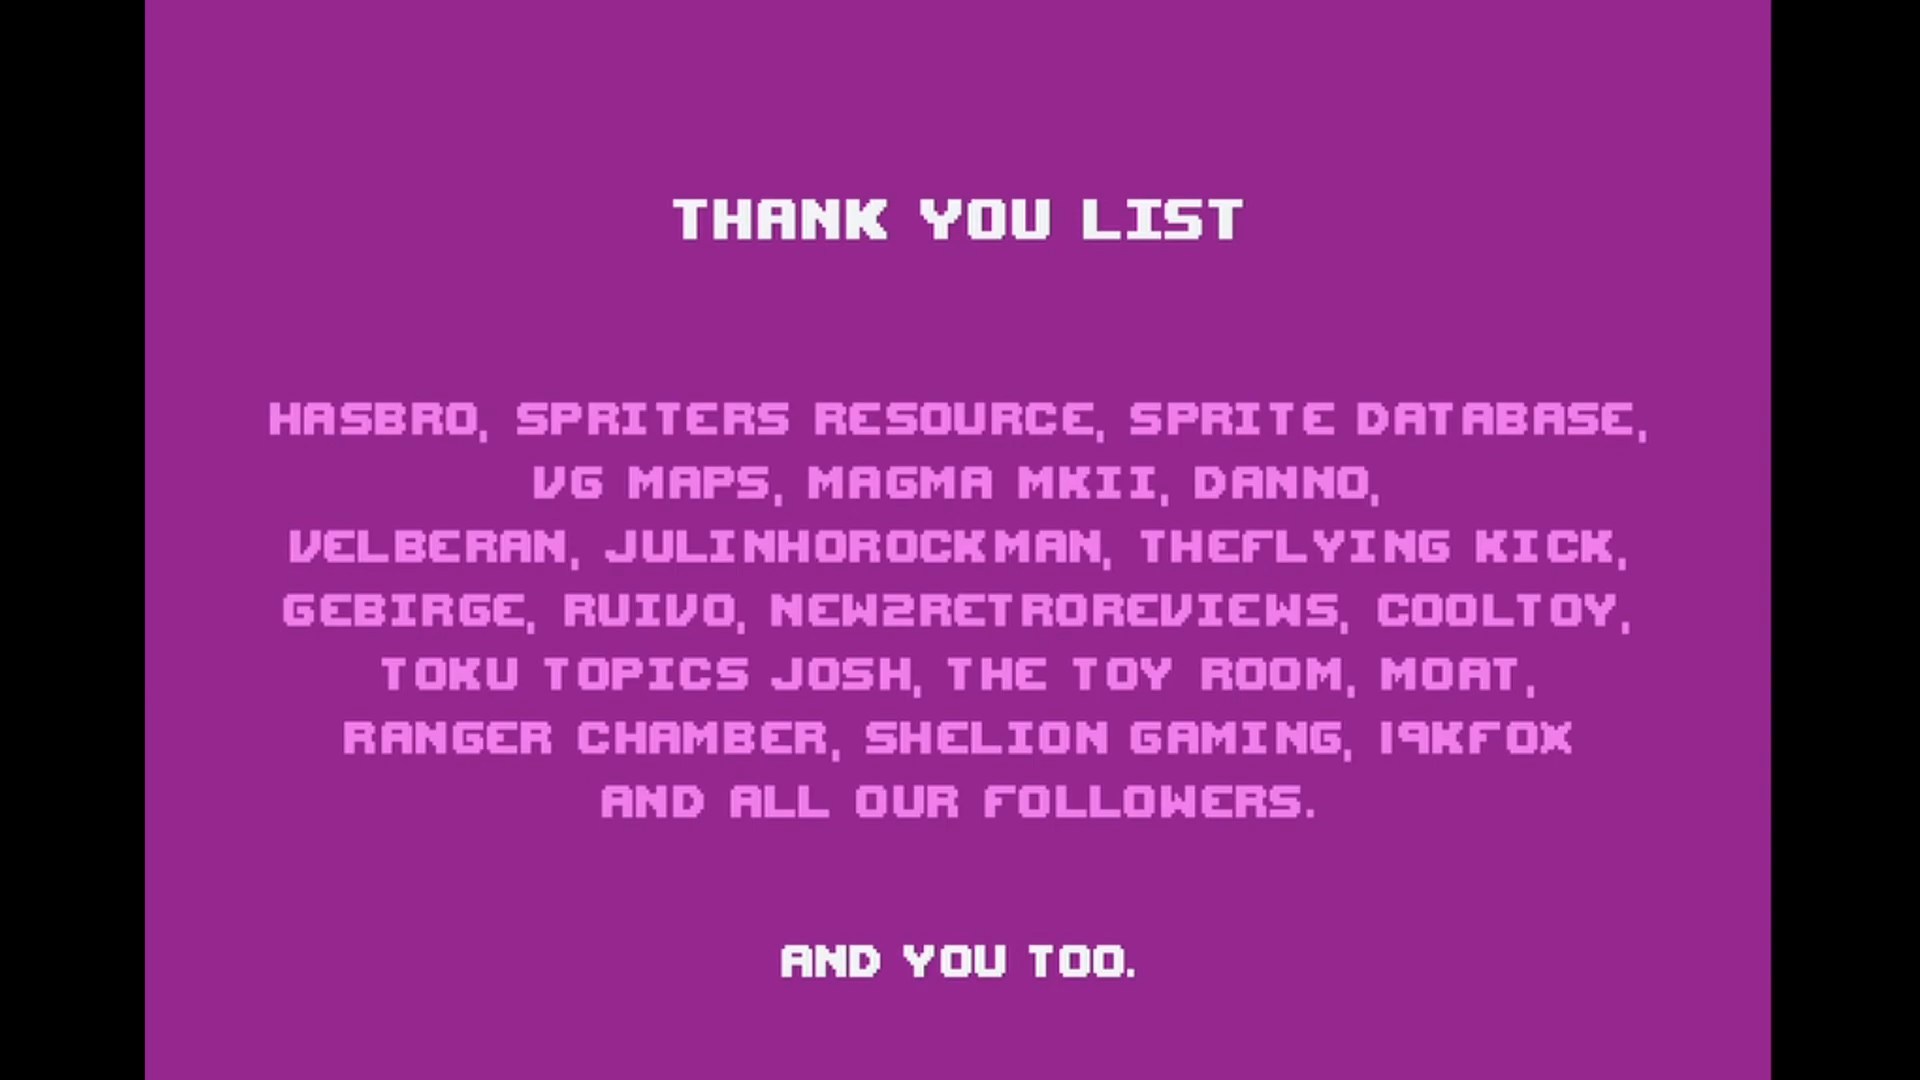 THANK YOU LIST
HASBRO, SPRITERS RESOURCE, SPRITE DATABASE,
VG MAPS, MAGMA MKII, DANNO,
VELBERAN, JULINHOROCKMAN, THEFLYING KICK,
GEBIRGE, RUIVO, NEW2RETROREVIEWS, COOLTOY,
TOKU TOPICS JOSH, THE TOY ROOM, MOAT,
RANGER CHAMBER, SHELION GAMING, 19KFOX
AND ALL OUR FOLLOWERS.
AND YOU TOO.